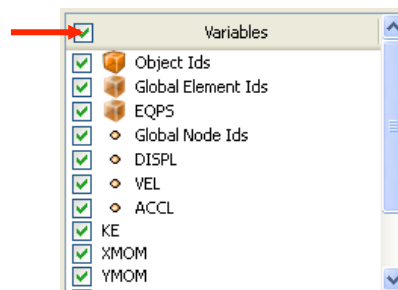 Variables
Object Ids
Global Element Ids
EQPS
Global Node Ids
DISPL
VEL
ACCL
KE
XMOM
YMOM